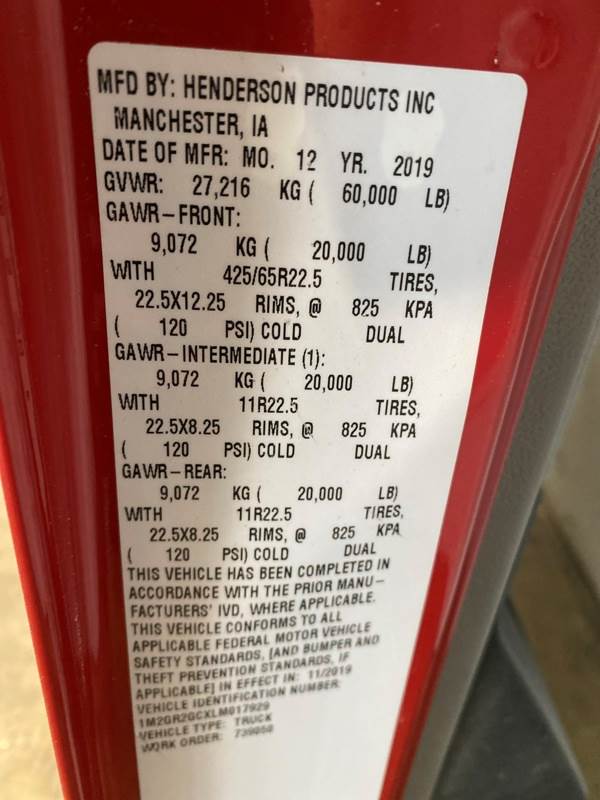 MFD BY: HENDERSON PRODUCTS INC
MANCHESTER, IA
DATE OF MFR: MO. 12 YR. 2019
GVWR: 27,216 KG ( 60,000 LB)
GAWR-FRONT:
9,072 KG ( 20,000 LB)
WITH 425/65R22.5 TIRES,
22.5X12.25 RIMS, @ 825 KPA
( 120 PSI) COLD DUAL
GAWR-INTERMEDIATE (1):
9,072 KG ( 20,000 LB)
WITH 11R22.5 TIRES,
22.5X8.25 RIMS, @ 825 KPA
( 120 PSI) COLD DUAL
GAWR-REAR:
9,072 KG ( 20,000 LB)
WITH 11R22.5 TIRES,
22.5X8.25 RIMS, @ 825 KPA
( 120 PSI) COLD DUAL
THIS VEHICLE HAS BEEN COMPLETED IN
ACCORDANCE WITH THE PRIOR MANU-
FACTURERS' IVD, WHERE APPLICABLE.
THIS VEHICLE CONFORMS TO ALL
APPLICABLE FEDERAL MOTOR VEHICLE
SAFETY STANDARDS, [AND BUMPER AND
THEFT PREVENTION STANDARDS, IF
APPLICABLE] IN EFFECT IN: 11/2019
VEHICLE IDENTIFICATION NUMBER:
1M2GR2GCXLM017929
VEHICLE TYPE: TRUCK
WORK ORDER: 739050